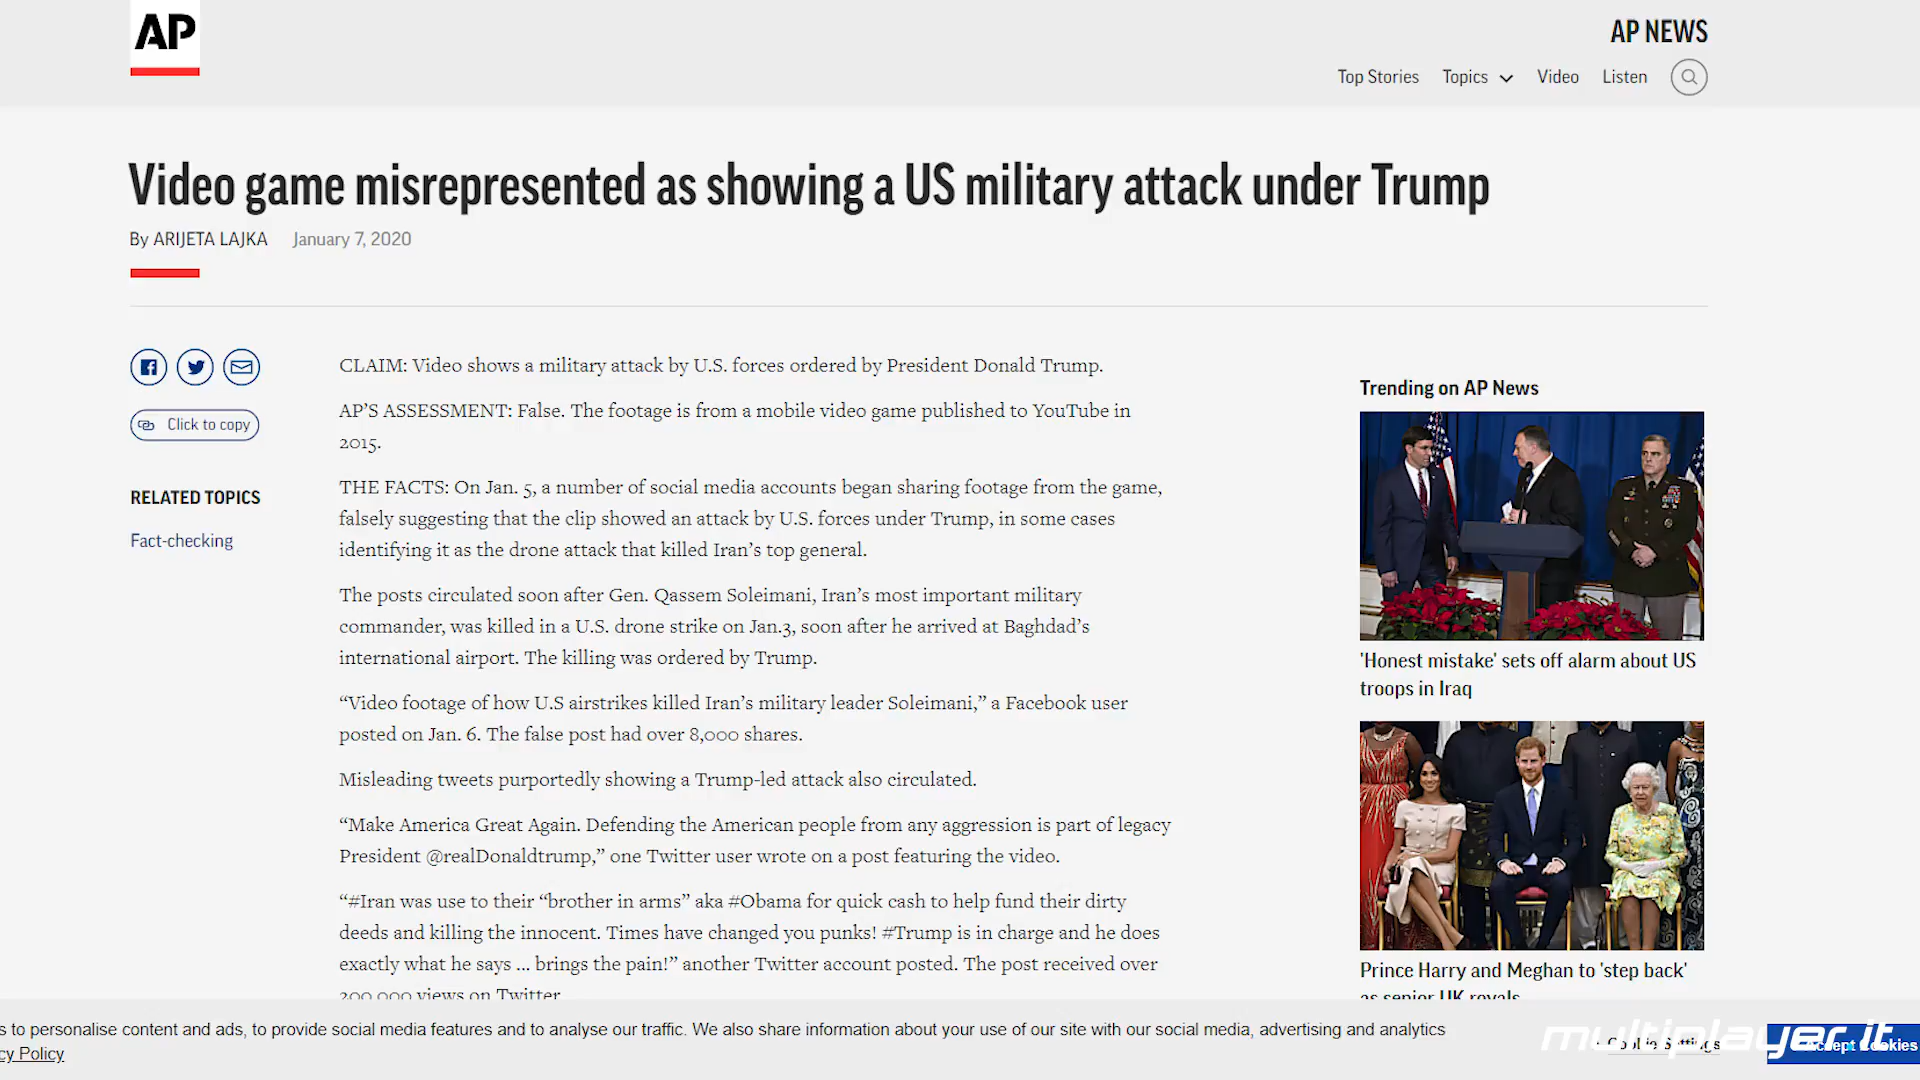 AP
AP NEWS
Top Stories Topics Video Listen
Video game misrepresented as showing a US military attack under Trump
By ARIJETA LAJKA January 7, 2020
Click to copy
RELATED TOPICS
Fact-checking
CLAIM: Video shows a military attack by U.S. forces ordered by President Donald Trump.
AP’S ASSESSMENT: False. The footage is from a mobile video game published to YouTube in
2015.
THE FACTS: On Jan. 5, a number of social media accounts began sharing footage from the game,
falsely suggesting that the clip showed an attack by U.S. forces under Trump, in some cases
identifying it as the drone attack that killed Iran’s top general.
The posts circulated soon after Gen. Qassem Soleimani, Iran’s most important military
commander, was killed in a U.S. drone strike on Jan.3, soon after he arrived at Baghdad’s
international airport. The killing was ordered by Trump.
“Video footage of how U.S airstrikes killed Iran’s military leader Soleimani,” a Facebook user
posted on Jan. 6. The false post had over 8,000 shares.
Misleading tweets purportedly showing a Trump-led attack also circulated.
“Make America Great Again. Defending the American people from any aggression is part of legacy
President @realDonaldtrump,” one Twitter user wrote on a post featuring the video.
“#Iran was use to their “brother in arms” aka #Obama for quick cash to help fund their dirty
deeds and killing the innocent. Times have changed you punks! #Trump is in charge and he does
exactly what he says ... brings the pain!” another Twitter account posted. The post received over
200,000 views on Twitter
Trending on AP News
'Honest mistake' sets off alarm about US
troops in Iraq
Prince Harry and Meghan to 'step back'
as senior UK royals
s to personalise content and ads, to provide social media features and to analyse our traffic. We also share information about your use of our site with our social media, advertising and analytics
cy Policy
Cookie Settings
Accept Cookies
multiplayer.it